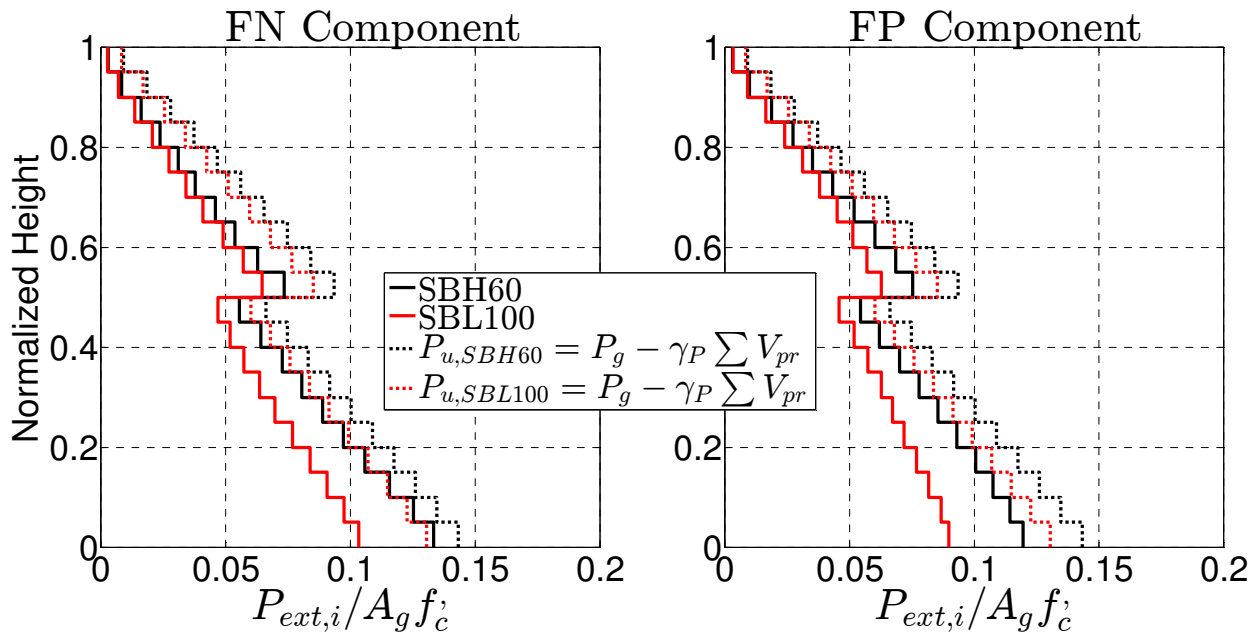 FN Component
FP Component
1
0.8
0.6
0.4
0.2
0
Normalized Height
SBH60
SBL100
P_{u,SBH60} = P_g − γ_P ∑ V_{pr}
P_{u,SBL100} = P_g − γ_P ∑ V_{pr}
0 0.05 0.1 0.15 0.2
P_{ext,i}/A_g f_c^,
1
0.8
0.6
0.4
0.2
0
0 0.05 0.1 0.15 0.2
P_{ext,i}/A_g f_c^,